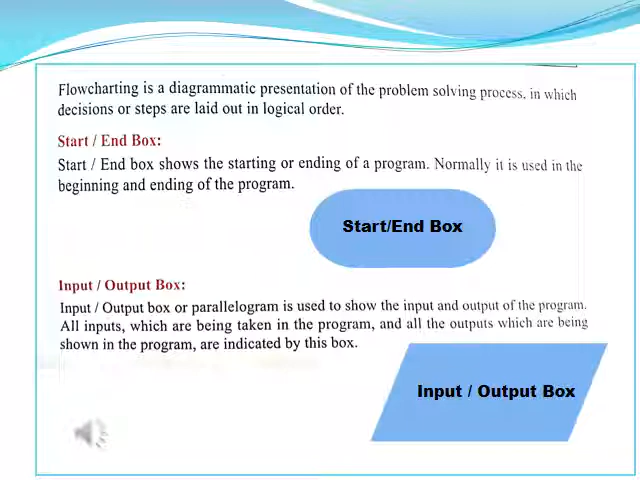 Flowcharting is a diagrammatic presentation of the problem solving process, in which
decisions or steps are laid out in logical order.
Start / End Box:
Start / End box shows the starting or ending of a program. Normally it is used in the
beginning and ending of the program.
Start/End Box
Input / Output Box:
Input / Output box or parallelogram is used to show the input and output of the program.
All inputs, which are being taken in the program, and all the outputs which are being
shown in the program, are indicated by this box.
Input / Output Box